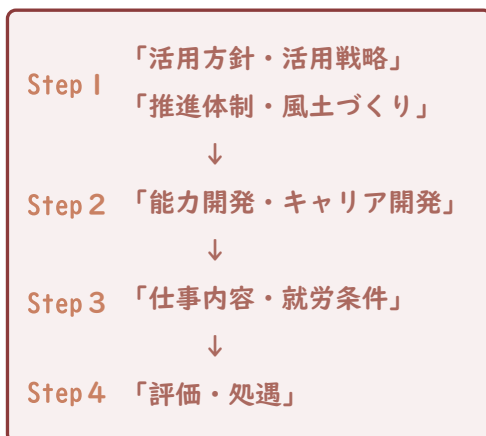 Step 1
「活用方針・活用戦略」
「推進体制・風土づくり」
↓
Step 2 「能力開発・キャリア開発」
↓
Step 3 「仕事内容・就労条件」
↓
Step 4 「評価・処遇」